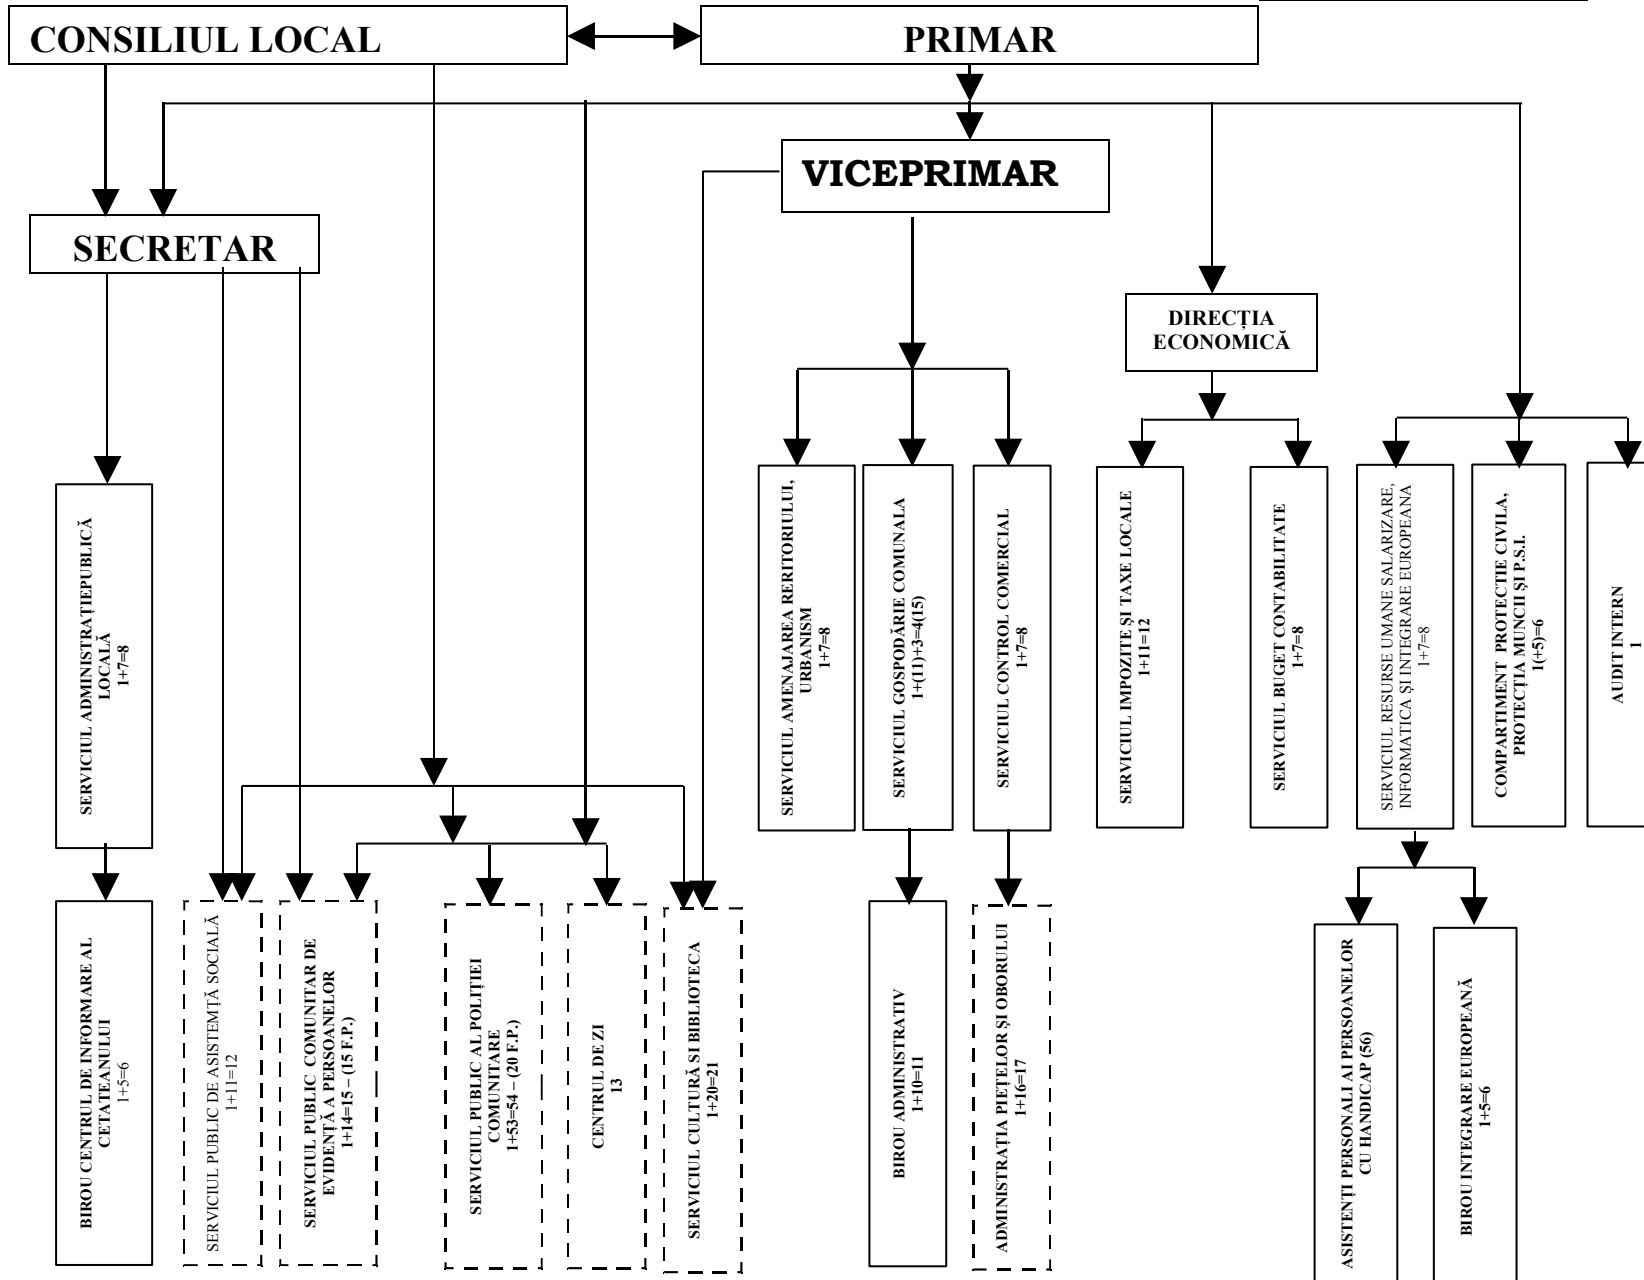 CONSILIUL LOCAL
PRIMAR
VICEPRIMAR
SECRETAR
DIRECȚIA
ECONOMICĂ
SERVICIUL ADMINISTRAȚIEPUBLICĂ
LOCALĂ
1+7=8
SERVICIUL AMENAJAREA RERITORIULUI,
URBANISM
1+7=8
SERVICIUL GOSPODĂRIE COMUNALA
1+(11)+3=4(15)
SERVICIUL CONTROL COMERCIAL
1+7=8
SERVICIUL IMPOZITE ȘI TAXE LOCALE
1+11=12
SERVICIUL BUGET CONTABILITATE
1+7=8
SERVICIUL RESURSE UMANE SALARIZARE,
INFORMATICA ȘI INTEGRARE EUROPEANA
1+7=8
COMPARTIMENT PROTECTIE CIVILA,
PROTECȚIA MUNCII ȘI P.S.I.
1(+5)=6
AUDIT INTERN
1
BIROU CENTRUL DE INFORMARE AL
CETATEANULUI
1+5=6
SERVICIUL PUBLIC DE ASISTEMȚĂ SOCIALĂ
1+11=12
SERVICIUL PUBLIC COMUNITAR DE
EVIDENȚĂ A PERSOANELOR
1+14=15 – (15 F.P.)
SERVICIUL PUBLIC AL POLIȚIEI
COMUNITARE
1+53=54 – (20 F.P.)
CENTRUL DE ZI
13
SERVICIUL CULTURĂ SI BIBLIOTECA
1+20=21
BIROU ADMINISTRATIV
1+10=11
ADMINISTRAȚIA PIEȚELOR ȘI OBORULUI
1+16=17
ASISTENȚI PERSONALI AI PERSOANELOR
CU HANDICAP (56)
BIROU INTEGRARE EUROPEANĂ
1+5=6